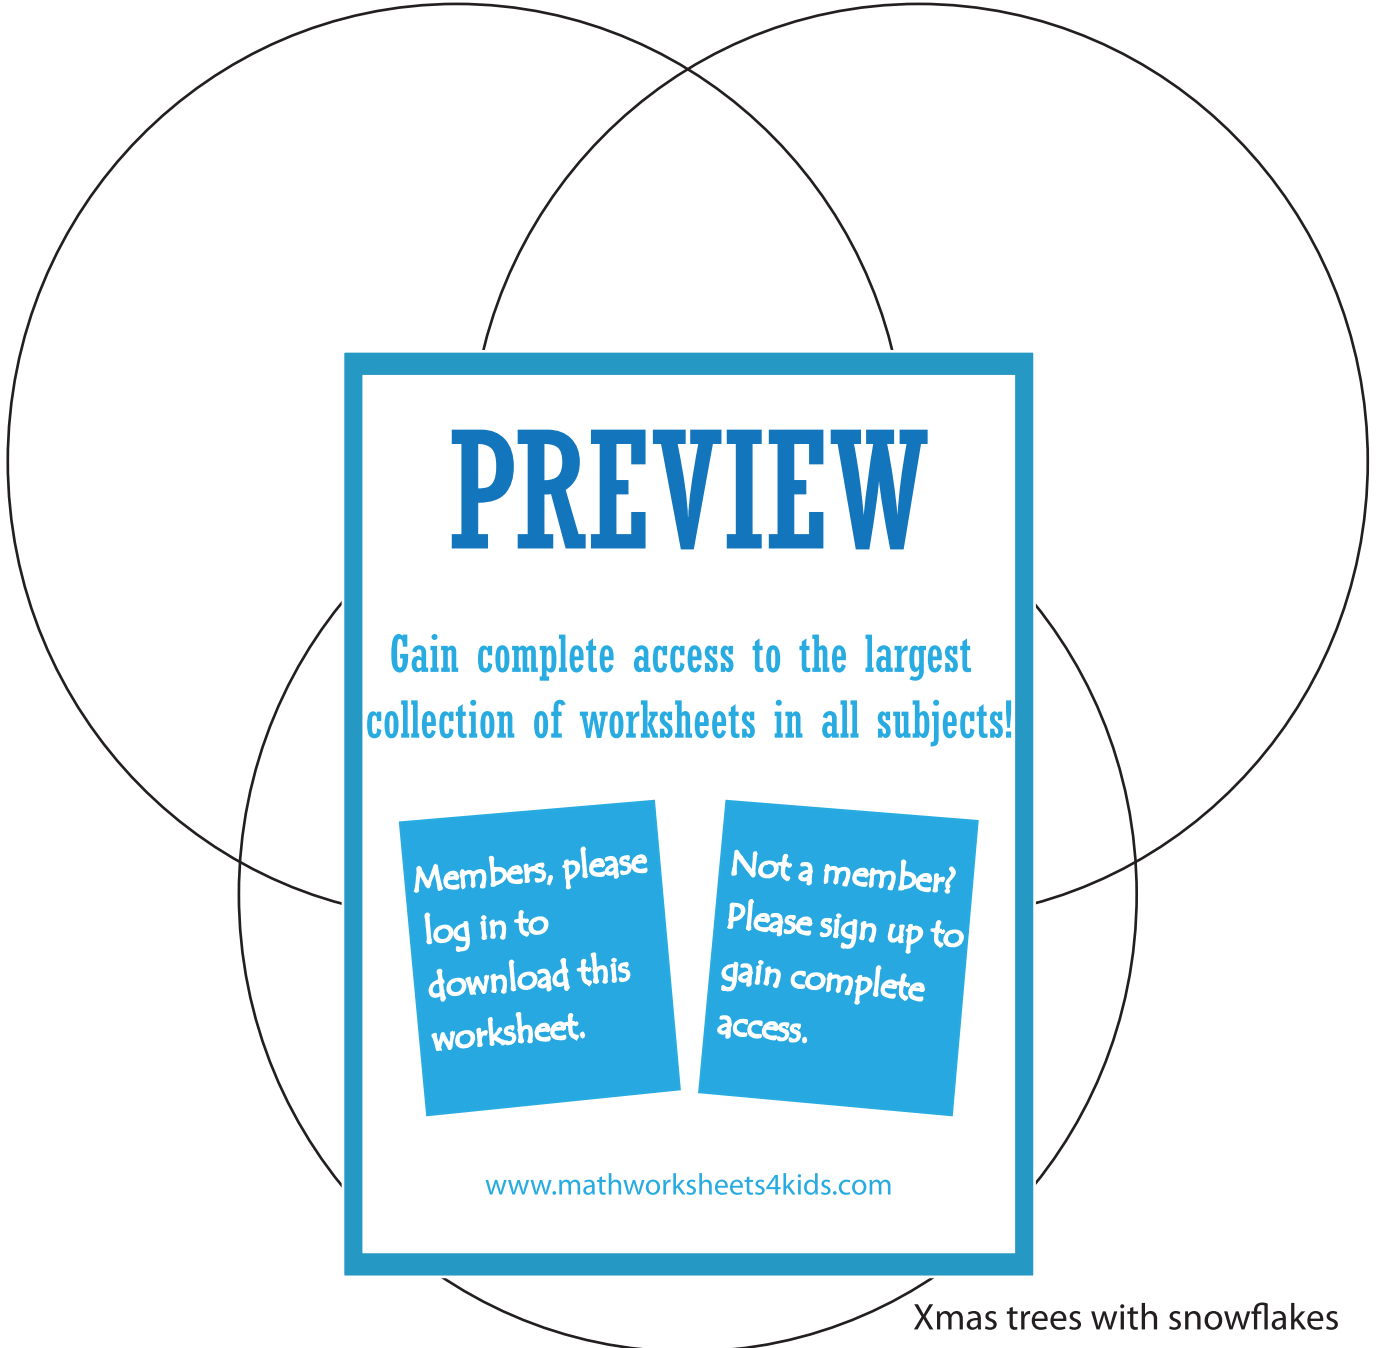 PREVIEW
Gain complete access to the largest
collection of worksheets in all subjects!
Members, please
log in to
download this
worksheet.
Not a member?
Please sign up to
gain complete
access.
www.mathworksheets4kids.com
Xmas trees with snowflakes